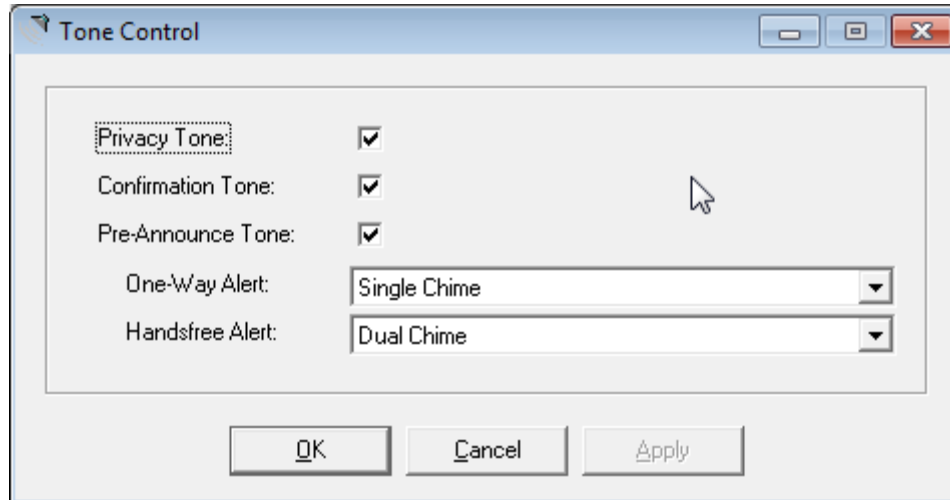 Tone Control
Privacy Tone:
Confirmation Tone:
Pre-Announce Tone:
One-Way Alert: Single Chime
Handsfree Alert: Dual Chime
OK Cancel Apply